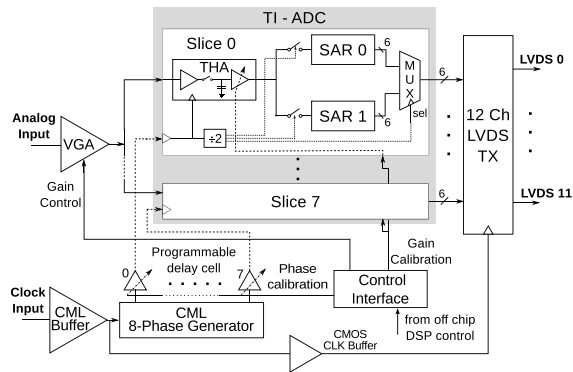 TI - ADC
Slice 0
THA
SAR 0
6
M
U
X
SAR 1
6
sel
÷2
6
12 Ch
LVDS
TX
LVDS 0
LVDS 11
Analog
Input
VGA
Gain
Control
Slice 7
6
Programmable
delay cell
0
7
Phase
calibration
Gain
Calibration
Control
Interface
Clock
Input
CML
Buffer
CML
8-Phase Generator
CMOS
CLK Buffer
from off chip
DSP control